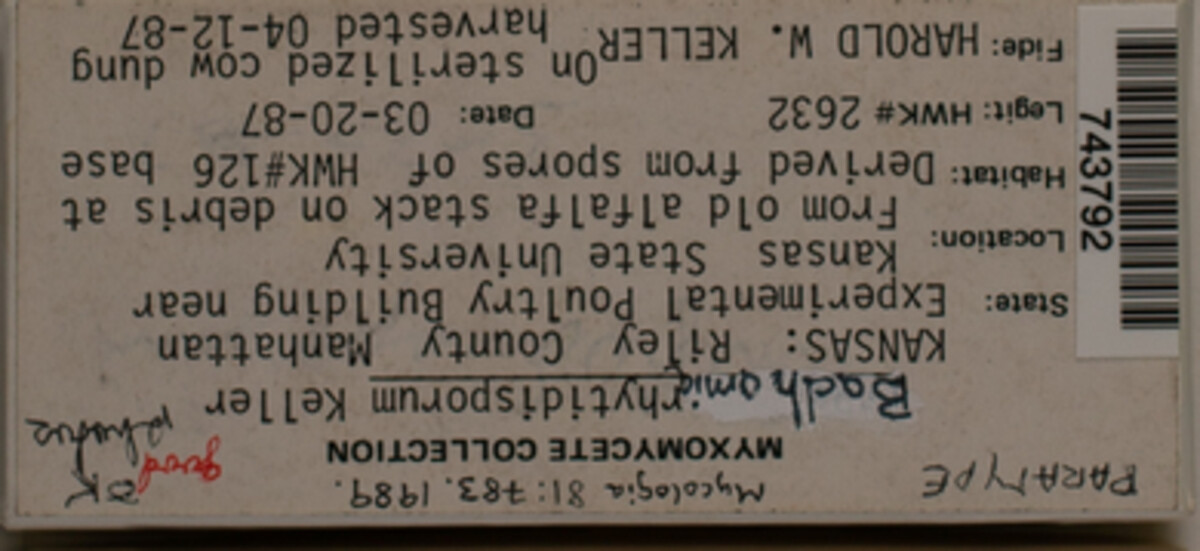 PARATYPE
Mycologia 81: 783. 1989.
OK
good
photo
MYXOMYCETE COLLECTION
Badhamia rhytidisporum Keller
KANSAS: Riley County Manhattan
State: Experimental Poultry Building near
Kansas State University
Location:
From old alfalfa stack on debris at
Habitat: Derived from spores of HWK#126 base
Legit: HWK# 2632 Date: 03-20-87
On sterilized cow dung
Fide: HAROLD W. KELLER harvested 04-12-87
743792